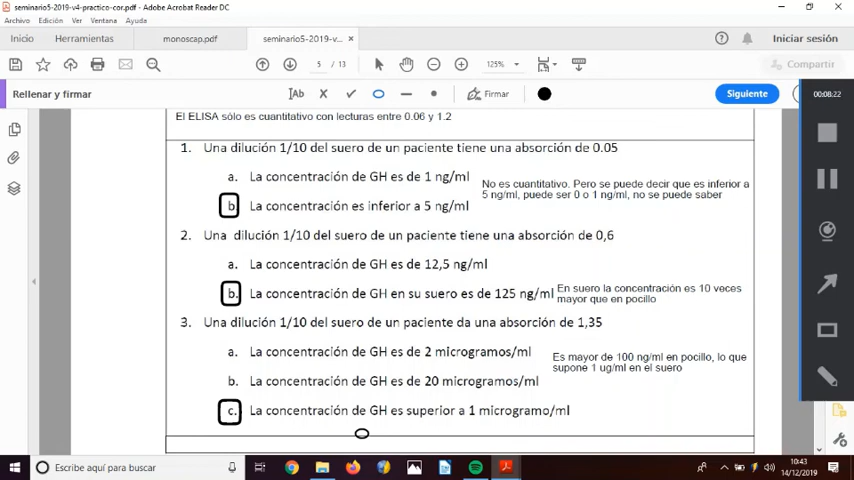 seminario5-2019-v4-practico-cor.pdf - Adobe Acrobat Reader DC
Archivo Edición Ver Ventana Ayuda
Inicio Herramientas monoscap.pdf seminario5-2019-v... × Iniciar sesión
5 / 13 125% Compartir
Rellenar y firmar Ab Firmar Siguiente 00:08:22
El ELISA sólo es cuantitativo con lecturas entre 0.06 y 1.2
1. Una dilución 1/10 del suero de un paciente tiene una absorción de 0.05
a. La concentración de GH es de 1 ng/ml
No es cuantitativo. Pero se puede decir que es inferior a
5 ng/ml, puede ser 0 o 1 ng/ml, no se puede saber
b. La concentración es inferior a 5 ng/ml
2. Una dilución 1/10 del suero de un paciente tiene una absorción de 0,6
a. La concentración de GH es de 12,5 ng/ml
b. La concentración de GH en su suero es de 125 ng/ml
En suero la concentración es 10 veces
mayor que en pocillo
3. Una dilución 1/10 del suero de un paciente da una absorción de 1,35
a. La concentración de GH es de 2 microgramos/ml
Es mayor de 100 ng/ml en pocillo, lo que
supone 1 ug/ml en el suero
b. La concentración de GH es de 20 microgramos/ml
c. La concentración de GH es superior a 1 microgramo/ml
Escribe aquí para buscar
10:43
14/12/2019